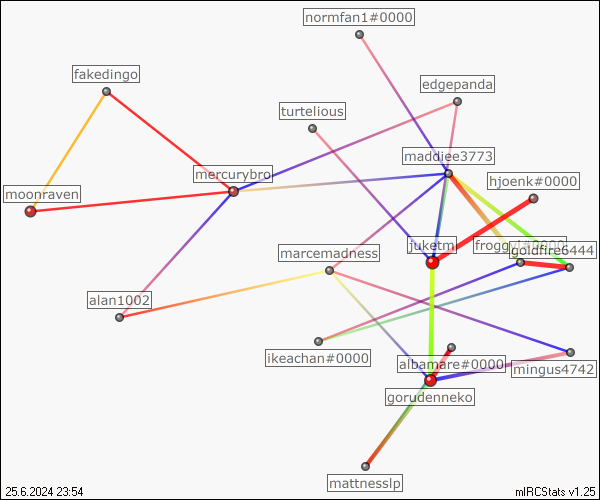 normfan1#0000
fakedingo
edgepanda
turtelious
maddiee3773
mercurybro
hjoenk#0000
moonraven
juketm
goldfire6444
marcemadness
alan1002
ikeachan#0000
albamare#0000
mingus4742
gorudenneko
mattnesslp
25.6.2024 23:54
mIRCStats v1.25